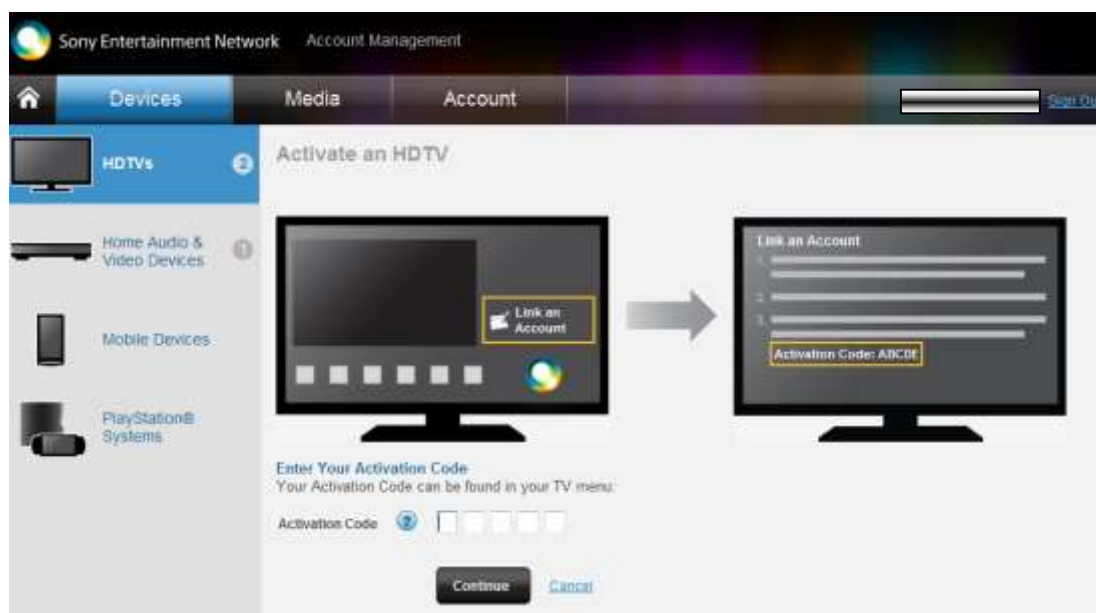 Sony Entertainment Network Account Management
Devices Media Account
Sign Ou
HDTVs
Activate an HDTV
Home Audio &
Video Devices
Mobile Devices
PlayStation®
Systems
Link an
Account
Link an Account
1.
2.
3.
Activation Code: ABCDE
Enter Your Activation Code
Your Activation Code can be found in your TV menu:
Activation Code ?
Continue Cancel